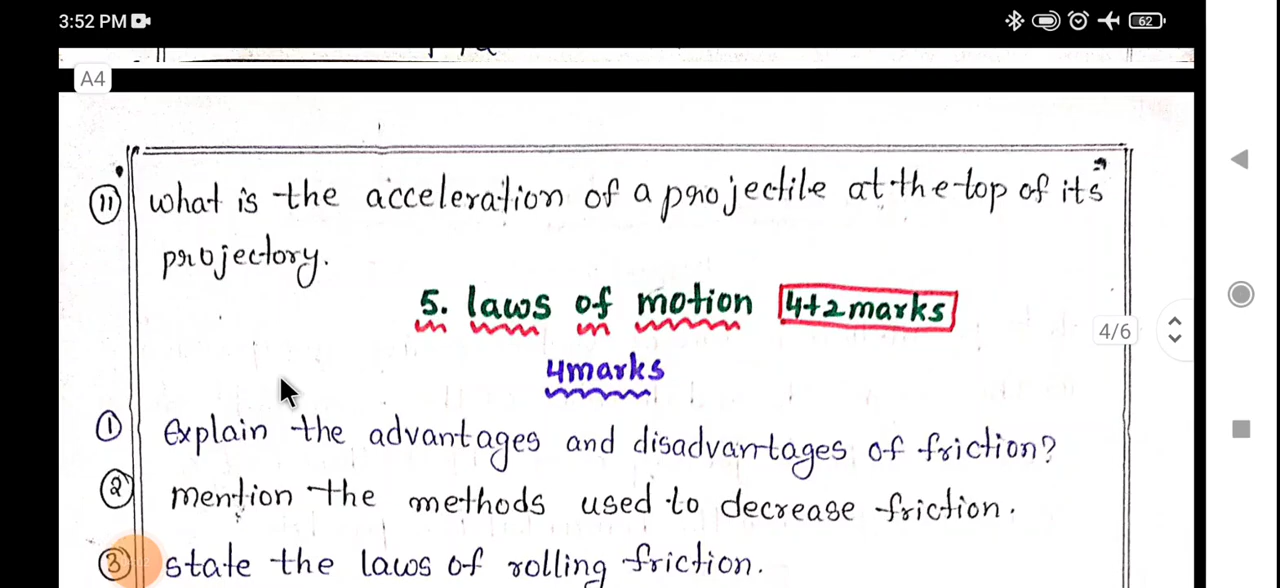 3:52 PM
62
A4
11 what is the acceleration of a projectile at the top of its
projectory.
5. laws of motion 4+2 marks
4/6
4marks
1 explain the advantages and disadvantages of friction?
2 mention the methods used to decrease friction.
3 state the laws of rolling friction.